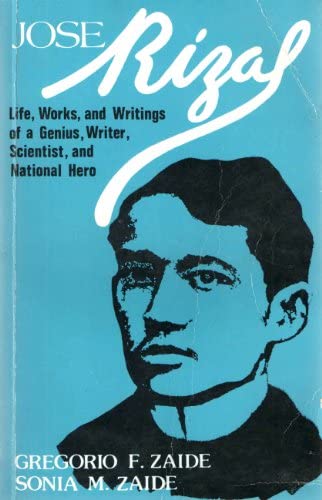 JOSE
Rizal
Life, Works, and Writings
of a Genius, Writer,
Scientist, and
National Hero
GREGORIO F. ZAIDE
SONIA M. ZAIDE